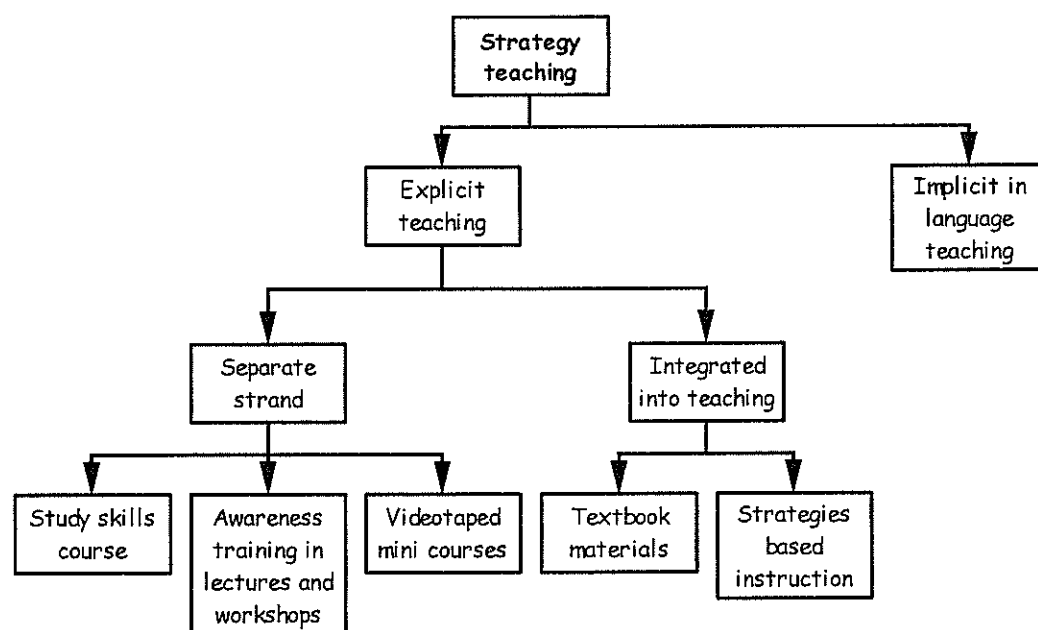 Strategy
teaching
Explicit
teaching
Implicit in
language
teaching
Separate
strand
Integrated
into teaching
Study skills
course
Awareness
training in
lectures and
workshops
Videotaped
mini courses
Textbook
materials
Strategies
based
instruction